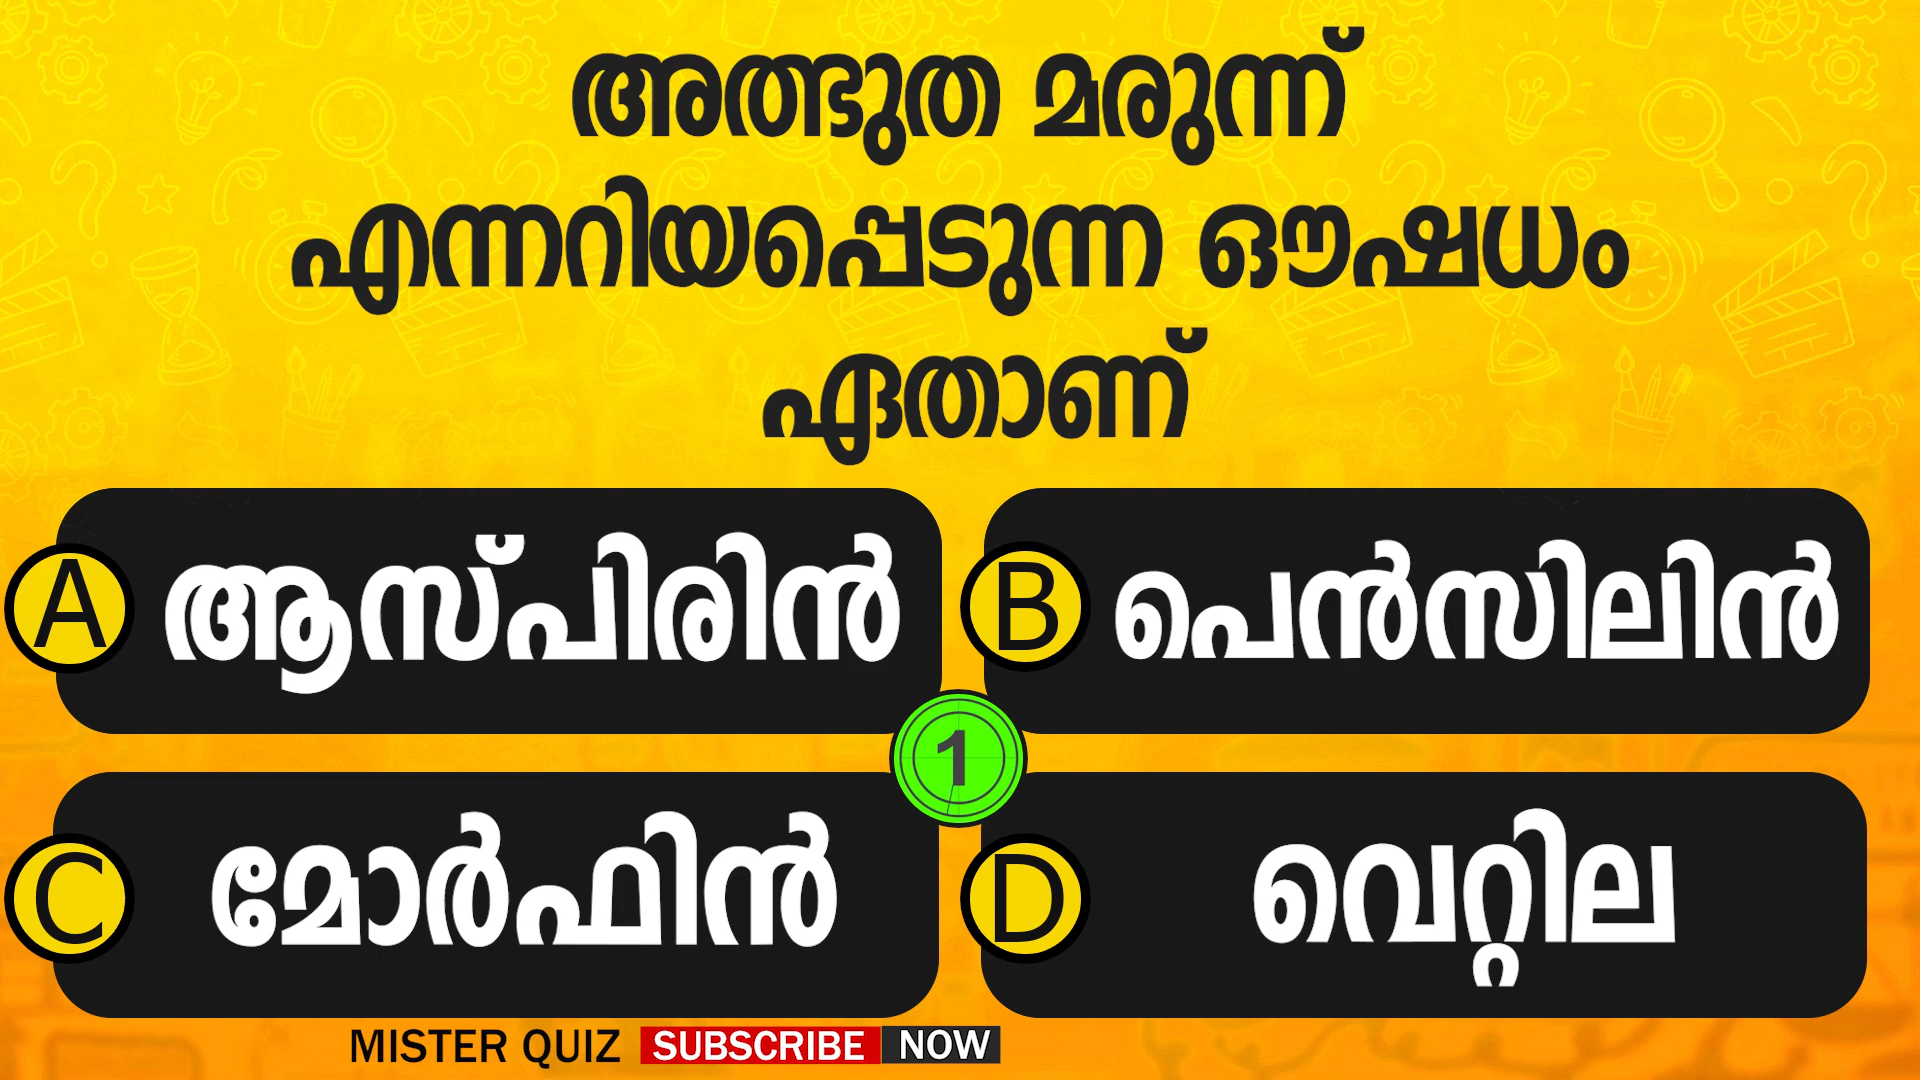 അത്ഭുത മരുന്ന്
എന്നറിയപ്പെടുന്ന ഔഷധം
ഏതാണ്
A ആസ്പിരിൻ
B പെൻസിലിൻ
1
C മോർഫിൻ
D വെറ്റില
MISTER QUIZ SUBSCRIBE NOW